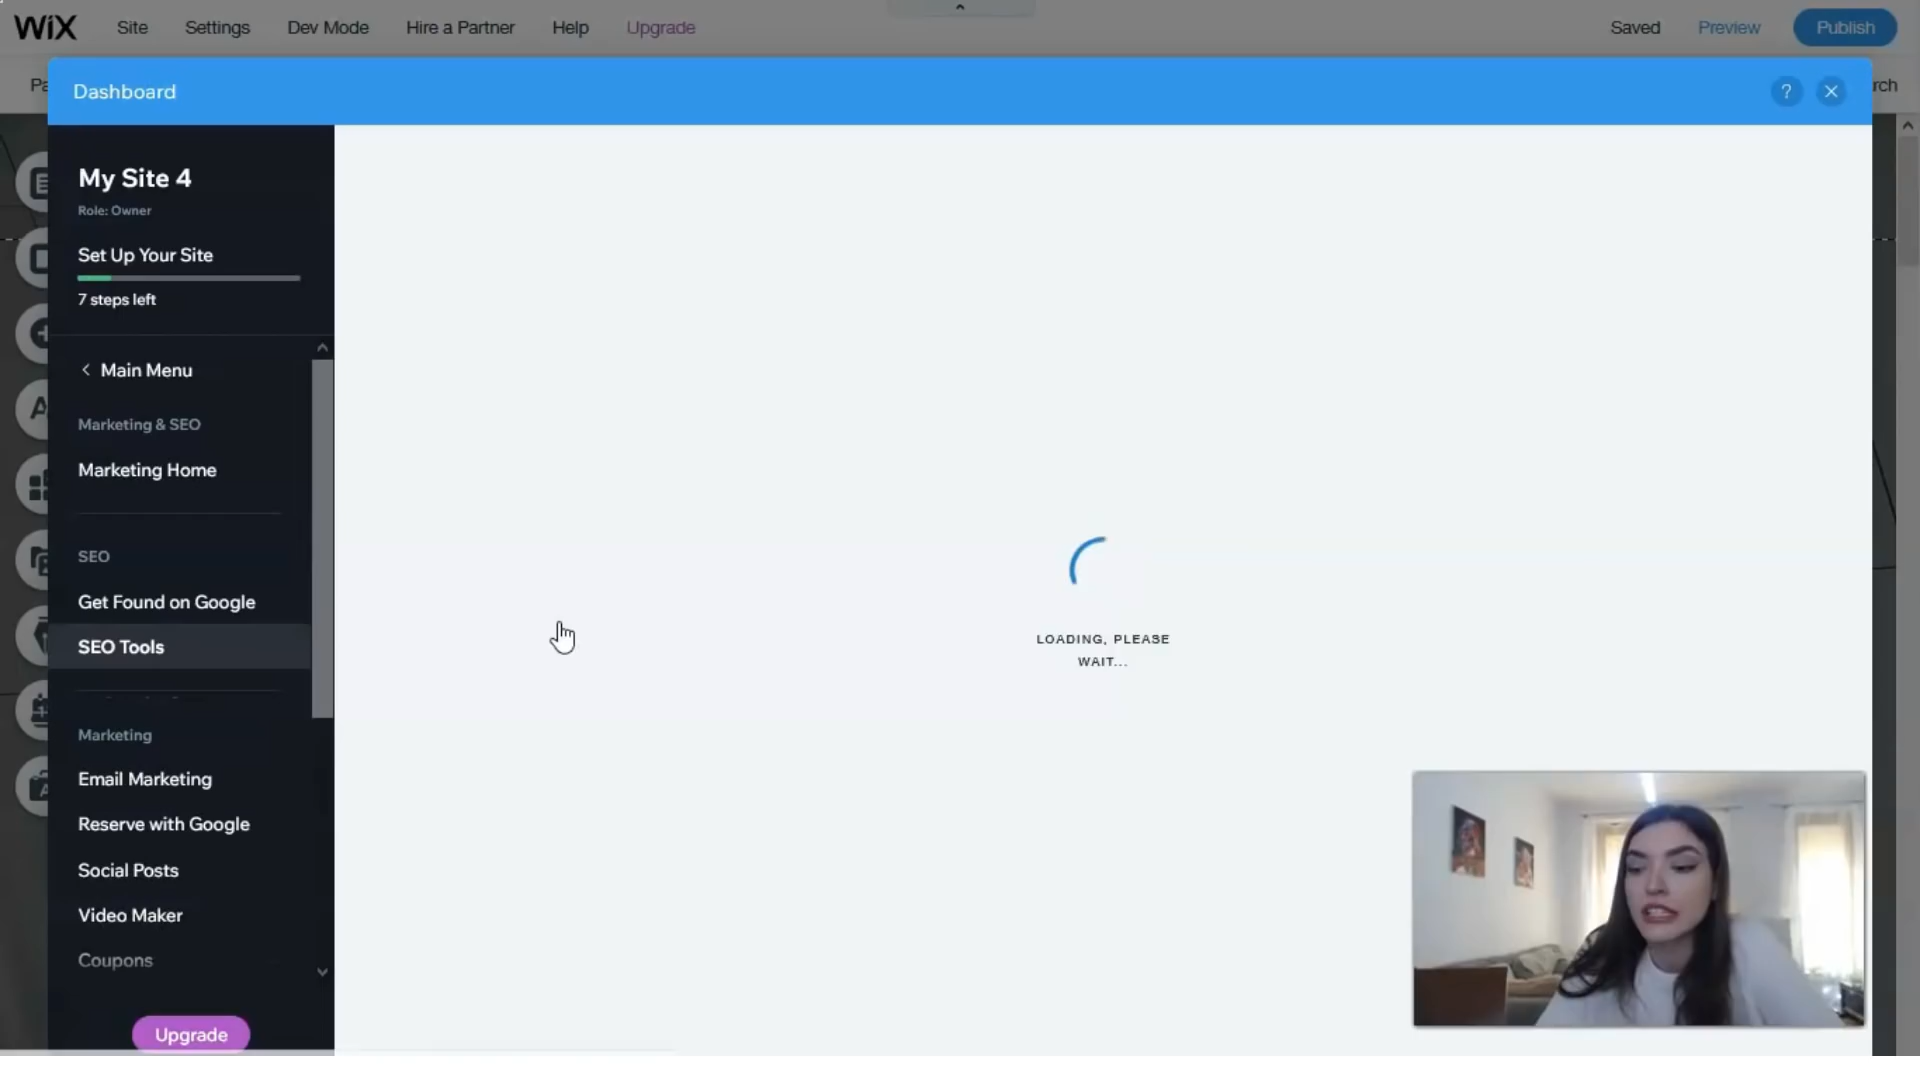 WiX Site Settings Dev Mode Hire a Partner Help Upgrade Saved Preview Publish
Dashboard ?
My Site 4
Role: Owner
Set Up Your Site
7 steps left
Main Menu
Marketing & SEO
Marketing Home
SEO
Get Found on Google
SEO Tools
LOADING, PLEASE
WAIT...
Marketing
Email Marketing
Reserve with Google
Social Posts
Video Maker
Coupons
Upgrade